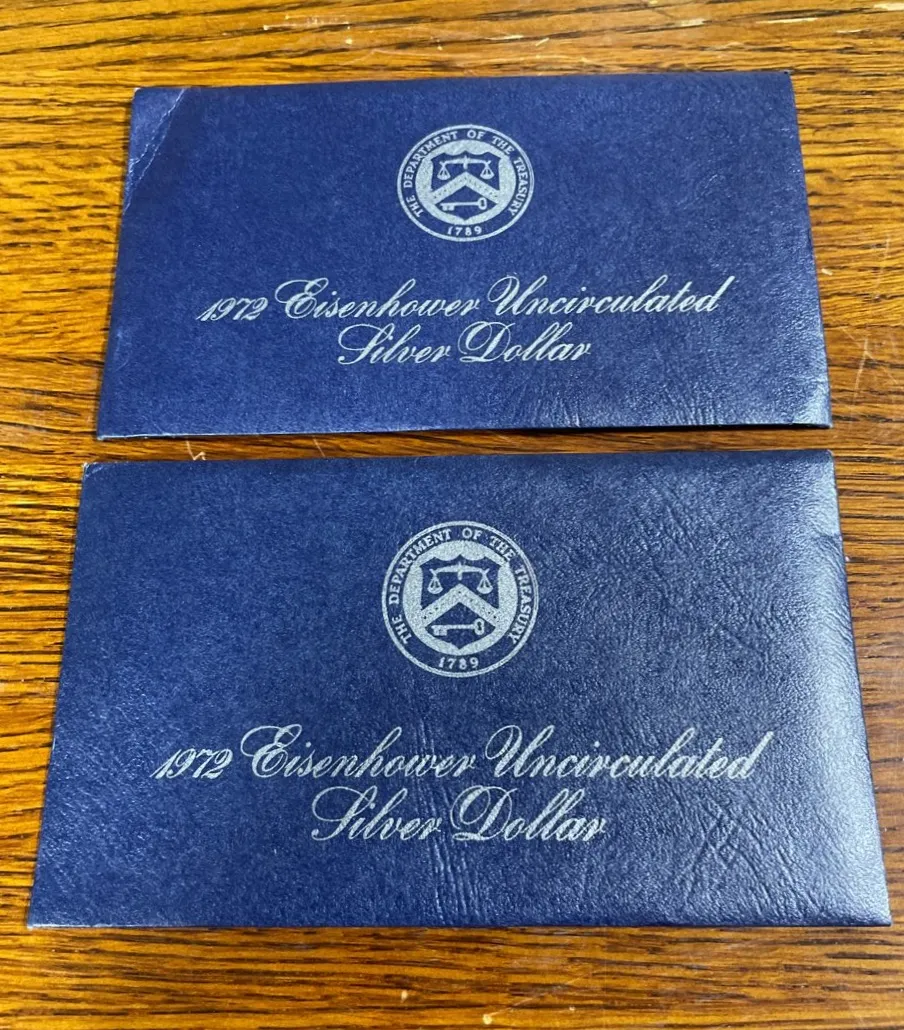 THE DEPARTMENT OF THE TREASURY
1789
1972 Eisenhower Uncirculated
Silver Dollar
THE DEPARTMENT OF THE TREASURY
1789
1972 Eisenhower Uncirculated
Silver Dollar